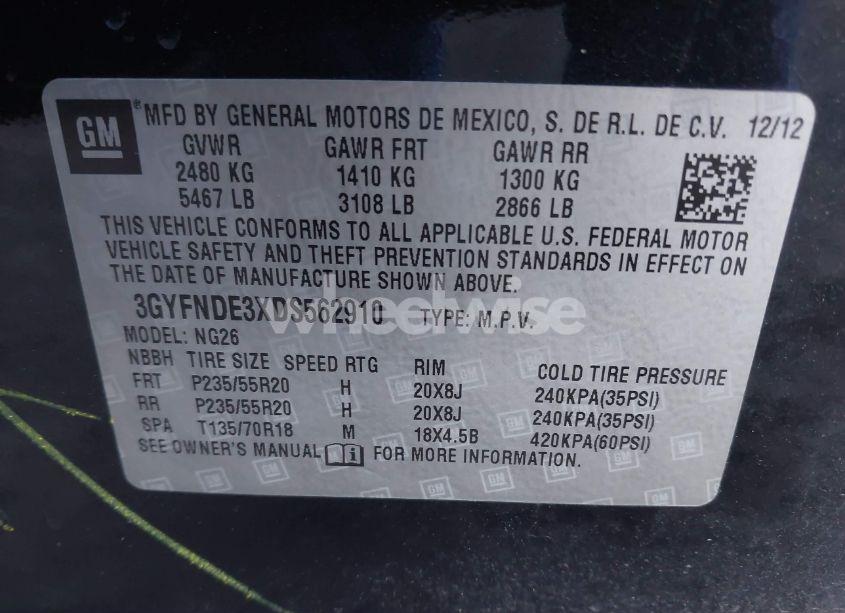 GM
®MFD BY GENERAL MOTORS DE MEXICO, S. DE R.L. DE C.V. 12/12
GVWR GAWR FRT GAWR RR
2480 KG 1410 KG 1300 KG
5467 LB 3108 LB 2866 LB
THIS VEHICLE CONFORMS TO ALL APPLICABLE U.S. FEDERAL MOTOR
VEHICLE SAFETY AND THEFT PREVENTION STANDARDS IN EFFECT ON
THE DATE OF MANUFACTURE SHOWN ABOVE.
3GYFNDE3XDS562910 TYPE: M.P.V.
wheelwise
MODEL: NG26
NBBH TIRE SIZE SPEED RTG RIM COLD TIRE PRESSURE
FRT P235/55R20 H 20X8J 240KPA(35PSI)
RR P235/55R20 H 20X8J 240KPA(35PSI)
SPA T135/70R18 M 18X4.5B 420KPA(60PSI)
SEE OWNER'S MANUAL i FOR MORE INFORMATION.